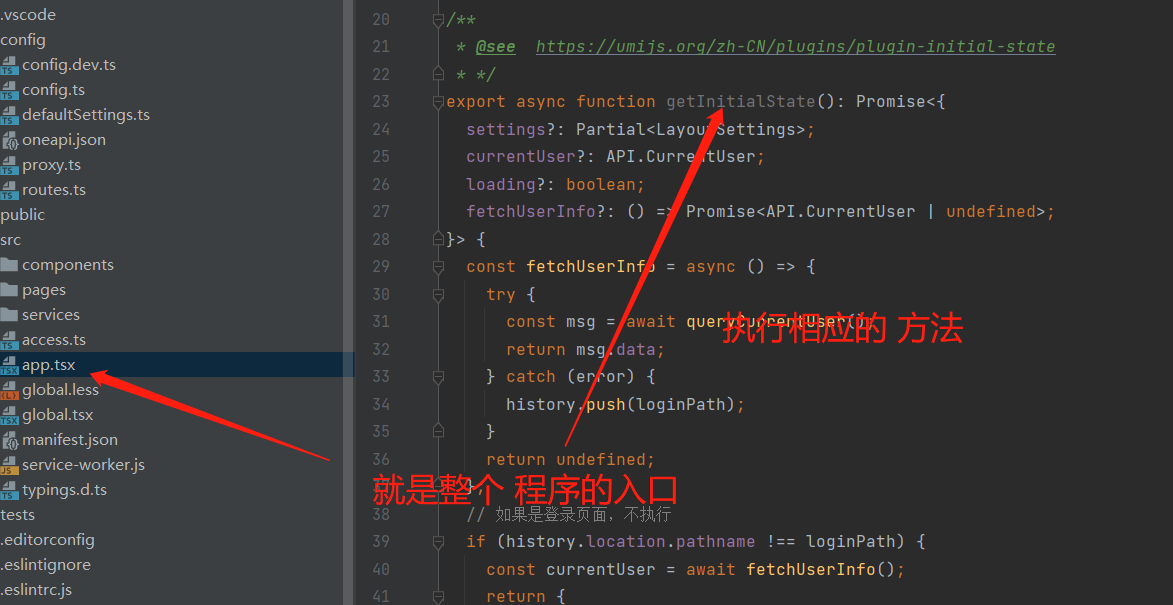 .vscode
config
config.dev.ts
config.ts
defaultSettings.ts
oneapi.json
proxy.ts
routes.ts
public
src
components
pages
services
access.ts
app.tsx
global.less
global.tsx
manifest.json
service-worker.js
typings.d.ts
tests
.editorconfig
.eslintignore
.eslintrc.js
20 /**
21 * @see https://umijs.org/zh-CN/plugins/plugin-initial-state
22 * */
23 export async function getInitialState(): Promise<{
24 settings?: Partial<LayoutSettings>;
25 currentUser?: API.CurrentUser;
26 loading?: boolean;
27 fetchUserInfo?: () => Promise<API.CurrentUser | undefined>;
28 }> {
29 const fetchUserInfo = async () => {
30 try {
31 const msg = await queryCurrentUser();
执行相应的 方法
32 return msg.data;
33 } catch (error) {
34 history.push(loginPath);
35 }
36 return undefined;
37 };
就是整个 程序的入口
38 // 如果是登录页面，不执行
39 if (history.location.pathname !== loginPath) {
40 const currentUser = await fetchUserInfo();
41 return {